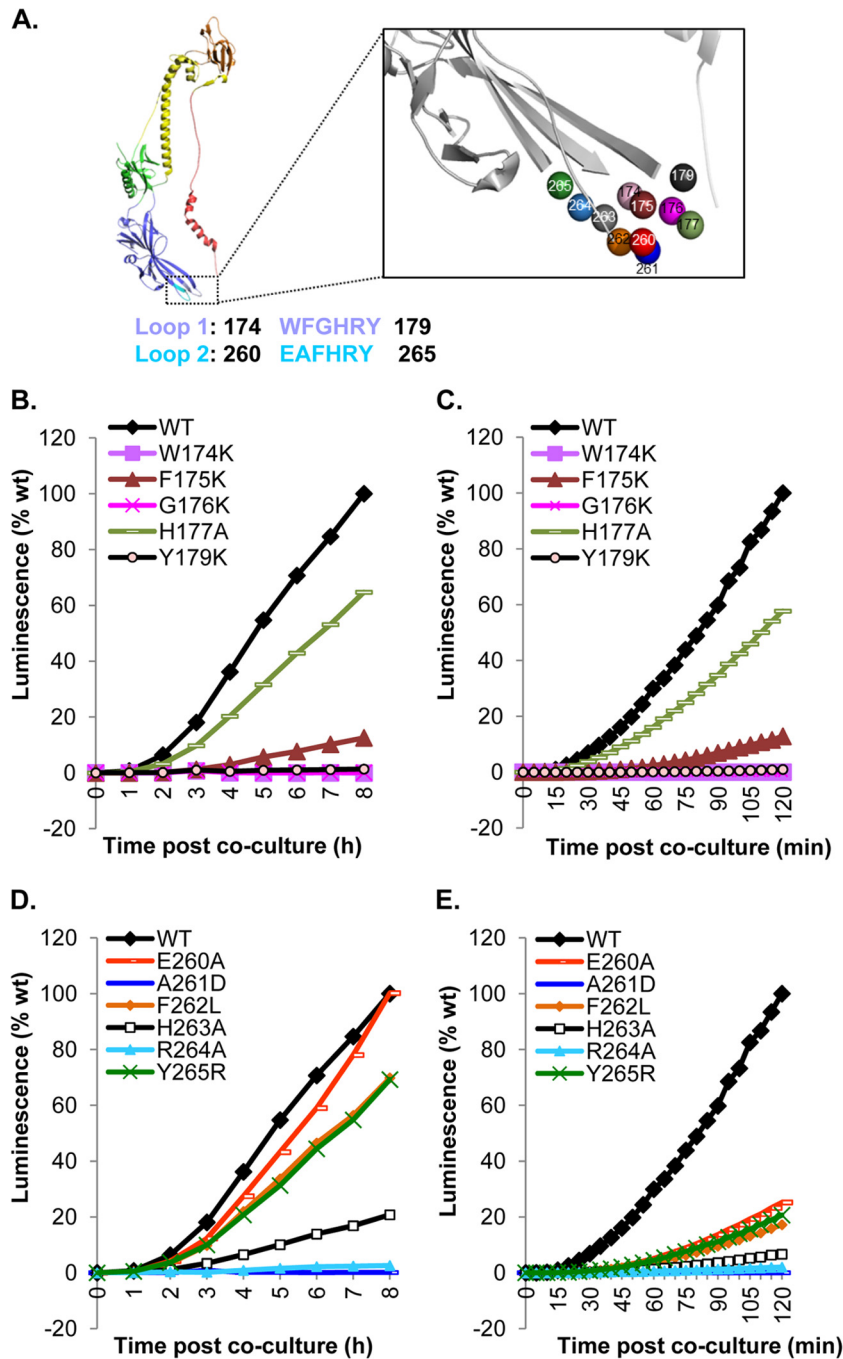 A.
265
264
263
262
174
175
260
261
176
177
179
Loop 1: 174 WFGHRY 179
Loop 2: 260 EAFHRY 265
B.
WT
W174K
F175K
G176K
H177A
Y179K
Luminescence (% wt)
120
100
80
60
40
20
0
-20
0 1 2 3 4 5 6 7 8
Time post co-culture (h)
C.
WT
W174K
F175K
G176K
H177A
Y179K
Luminescence (% wt)
120
100
80
60
40
20
0
-20
0 15 30 45 60 75 90 105 120
Time post co-culture (min)
D.
WT
E260A
A261D
F262L
H263A
R264A
Y265R
Luminescence (% wt)
120
100
80
60
40
20
0
-20
0 1 2 3 4 5 6 7 8
Time post co-culture (h)
E.
WT
E260A
A261D
F262L
H263A
R264A
Y265R
Luminescence (% wt)
120
100
80
60
40
20
0
-20
0 15 30 45 60 75 90 105 120
Time post co-culture (min)